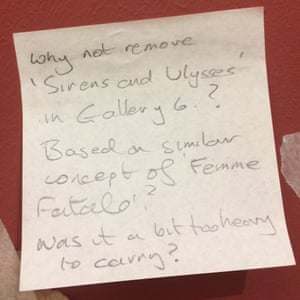 why not remove
'Sirens and Ulysses'
in Gallery 6.?
Based on similar
concept of 'Femme
Fatale'?
Was it a bit too heavy
to carry?